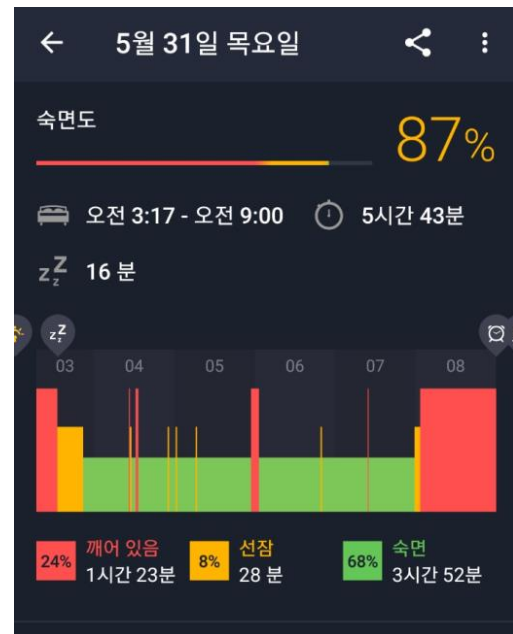 5월 31일 목요일
숙면도
87%
오전 3:17 - 오전 9:00 5시간 43분
zZz 16 분
zZz
03 04 05 06 07 08
24% 깨어 있음 1시간 23분
8% 선잠 28 분
68% 숙면 3시간 52분